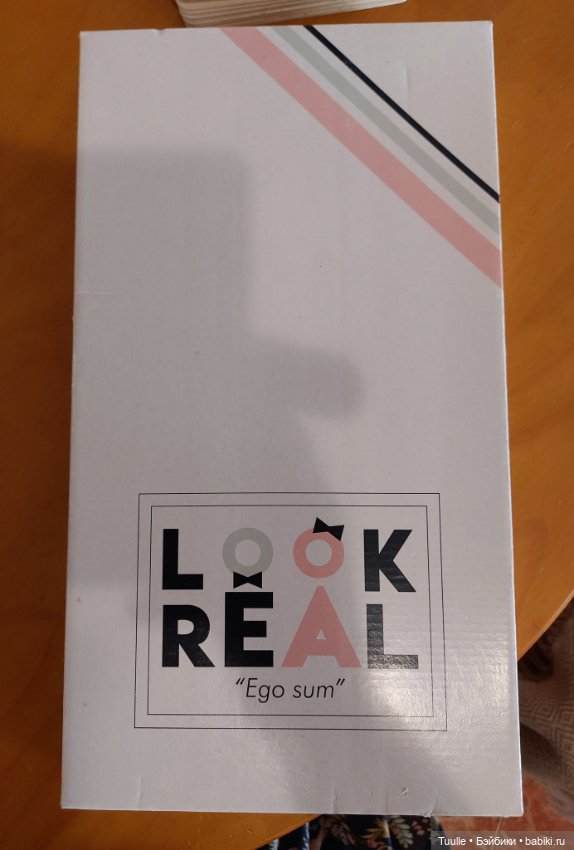 LOOK
REAL
“Ego sum”
Tuulle • Бэйбики • babiki.ru